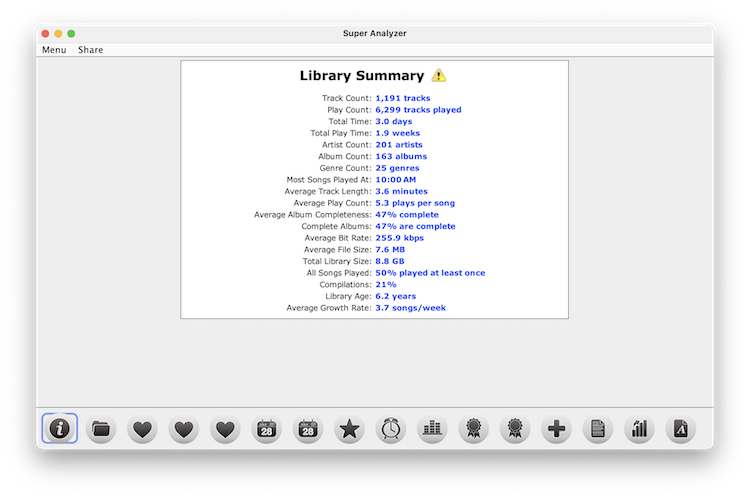 Super Analyzer
Menu Share
Library Summary
Track Count: 1,191 tracks
Play Count: 6,299 tracks played
Total Time: 3.0 days
Total Play Time: 1.9 weeks
Artist Count: 201 artists
Album Count: 163 albums
Genre Count: 25 genres
Most Songs Played At: 10:00 AM
Average Track Length: 3.6 minutes
Average Play Count: 5.3 plays per song
Average Album Completeness: 47% complete
Complete Albums: 47% are complete
Average Bit Rate: 255.9 kbps
Average File Size: 7.6 MB
Total Library Size: 8.8 GB
All Songs Played: 50% played at least once
Compilations: 21%
Library Age: 6.2 years
Average Growth Rate: 3.7 songs/week
28 28